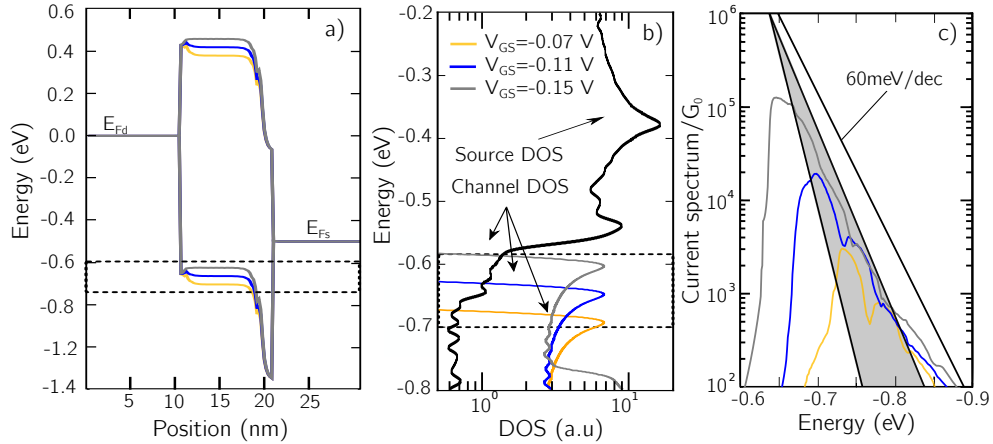 a)
E_Fd
E_Fs
0.4
0.2
0.0
-0.2
-0.4
-0.6
-0.8
-1.2
-1.4
0
5
10
15
20
25
Energy (eV)
Position (nm)
b)
V_GS=-0.07 V
V_GS=-0.11 V
V_GS=-0.15 V
Source DOS
Channel DOS
-0.2
-0.3
-0.4
-0.5
-0.6
-0.7
-0.8
10^0
10^1
Energy (eV)
DOS (a.u)
c)
60meV/dec
10^6
10^5
10^4
10^3
10^2
-0.6
-0.7
-0.8
-0.9
Current spectrum/G_0
Energy (eV)